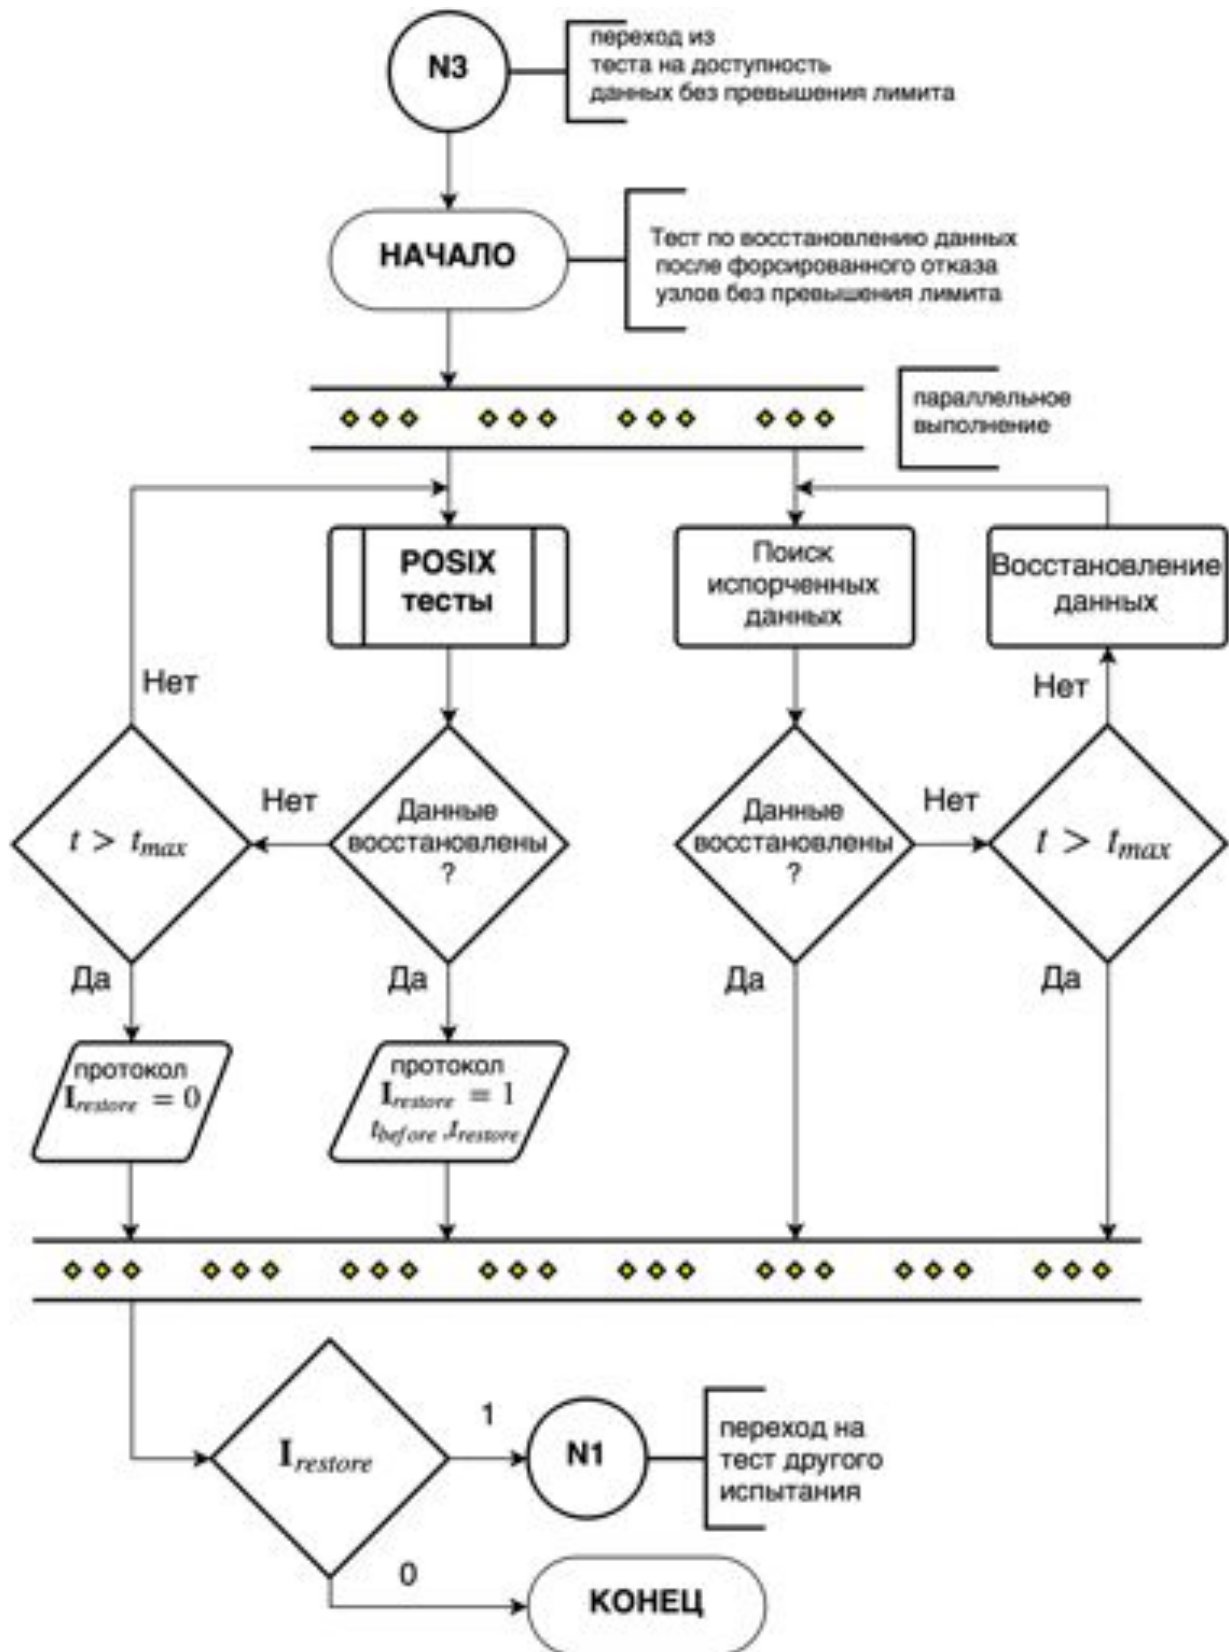 N3
переход из
теста на доступность
данных без превышения лимита
НАЧАЛО
Тест по восстановлению данных
после форсированного отказа
узлов без превышения лимита
параллельное
выполнение
POSIX
тесты
Поиск
испорченных
данных
Восстановление
данных
Нет
Нет
t > t_max
Нет
Данные
восстановлены
?
Данные
восстановлены
?
Нет
t > t_max
Да
Да
Да
Да
протокол
I_restore = 0
протокол
I_restore = 1
t_before, t_restore
I_restore
1
N1
переход на
тест другого
испытания
0
КОНЕЦ